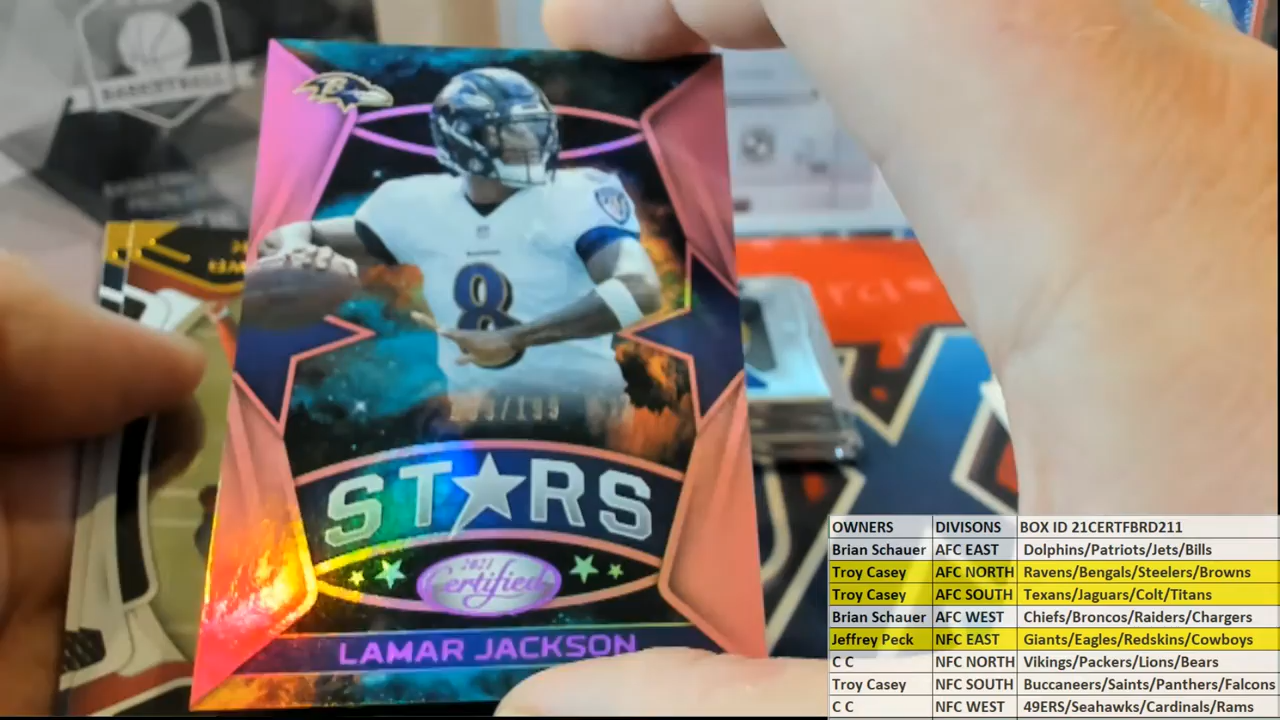 BASKETBALL
8
/199
STARS
2021
Certified
LAMAR JACKSON
OWNERS DIVISONS BOX ID 21CERTFBRD211
Brian Schauer AFC EAST Dolphins/Patriots/Jets/Bills
Troy Casey AFC NORTH Ravens/Bengals/Steelers/Browns
Troy Casey AFC SOUTH Texans/Jaguars/Colt/Titans
Brian Schauer AFC WEST Chiefs/Broncos/Raiders/Chargers
Jeffrey Peck NFC EAST Giants/Eagles/Redskins/Cowboys
C C NFC NORTH Vikings/Packers/Lions/Bears
Troy Casey NFC SOUTH Buccaneers/Saints/Panthers/Falcons
C C NFC WEST 49ERS/Seahawks/Cardinals/Rams